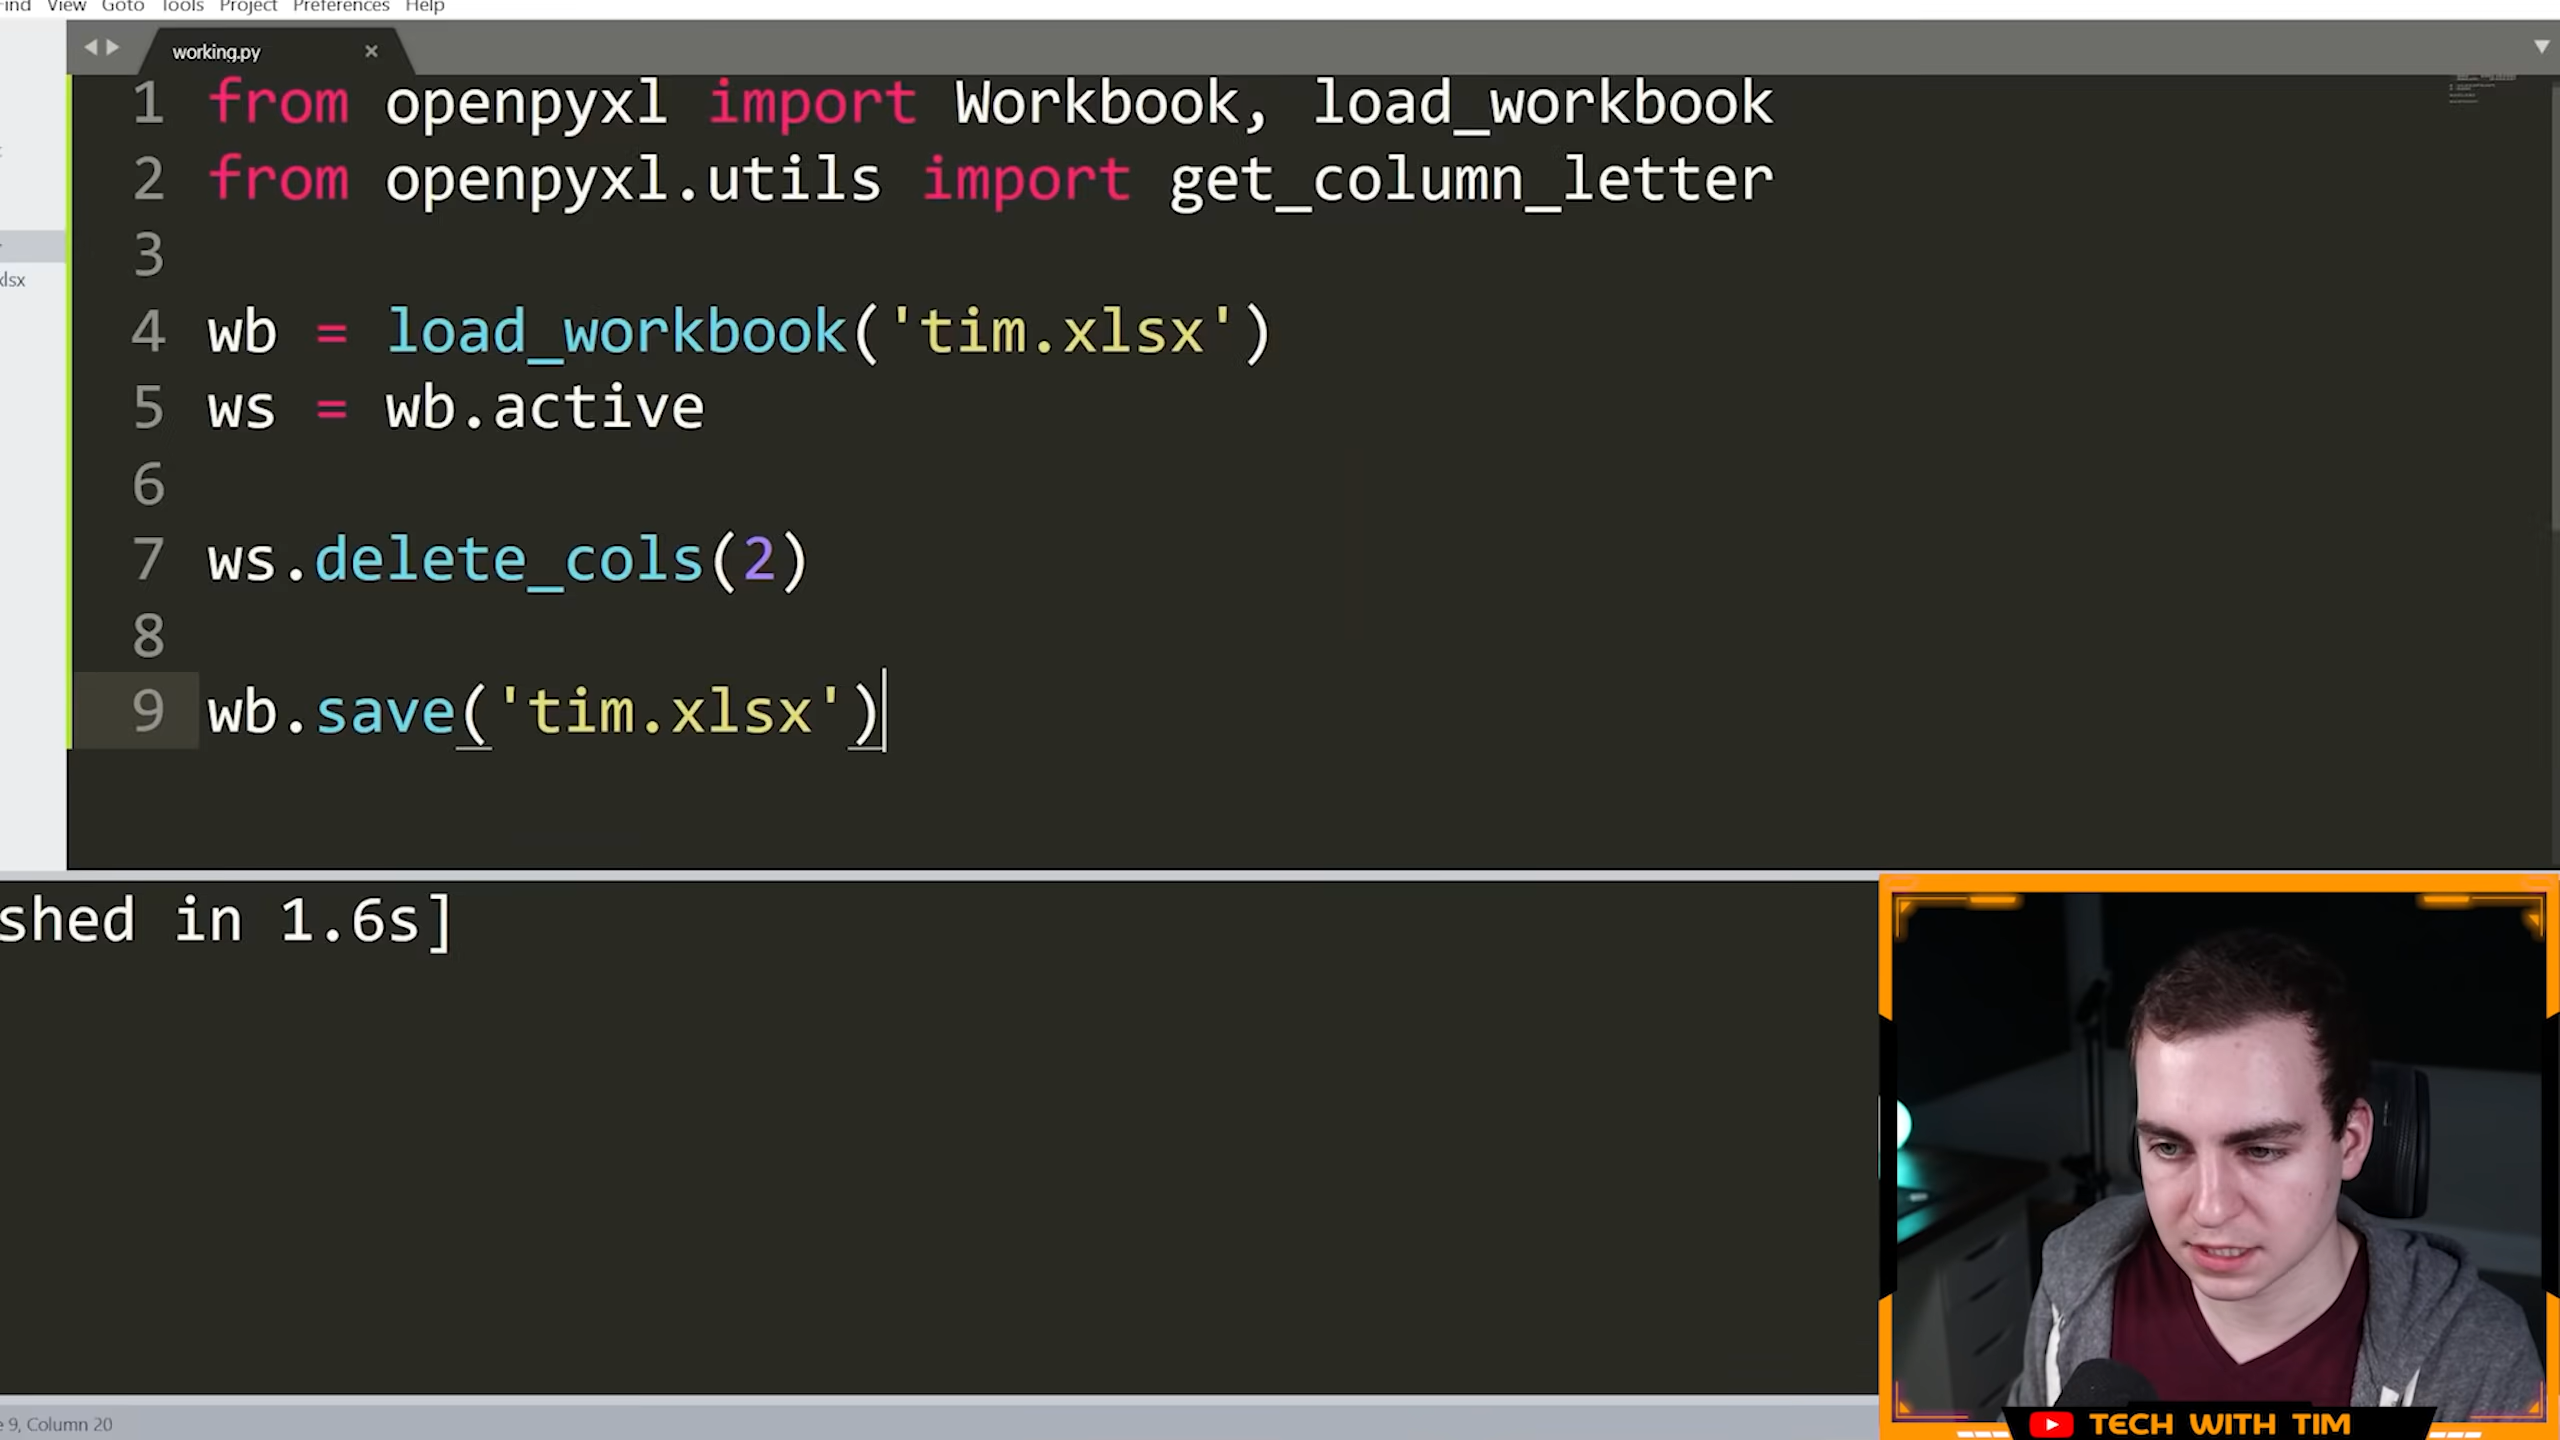 Find View Goto Tools Project Preferences Help
working.py
1 from openpyxl import Workbook, load_workbook
2 from openpyxl.utils import get_column_letter
3
4 wb = load_workbook('tim.xlsx')
5 ws = wb.active
6
7 ws.delete_cols(2)
8
9 wb.save('tim.xlsx')
xlsx
shed in 1.6s]
e 9, Column 20
TECH WITH TIM